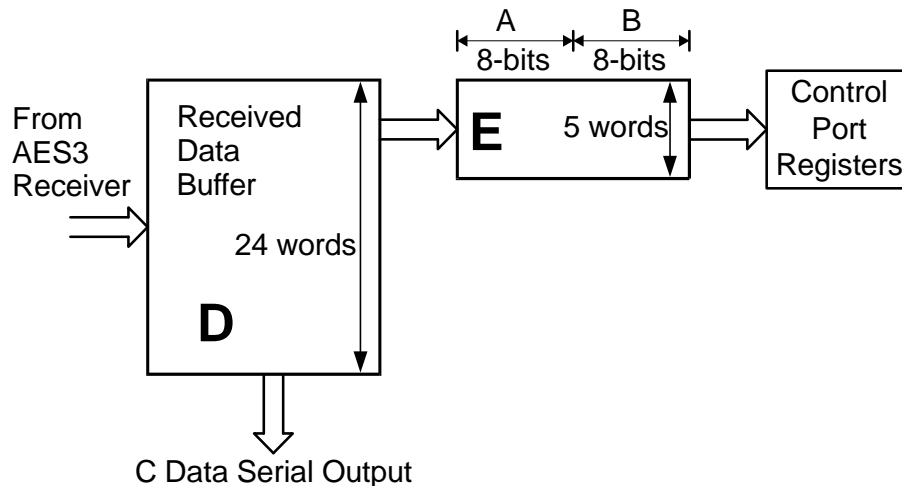 A
B
8-bits
8-bits
From
AES3
Receiver
Received
Data
Buffer
24 words
D
E
5 words
Control
Port
Registers
C Data Serial Output